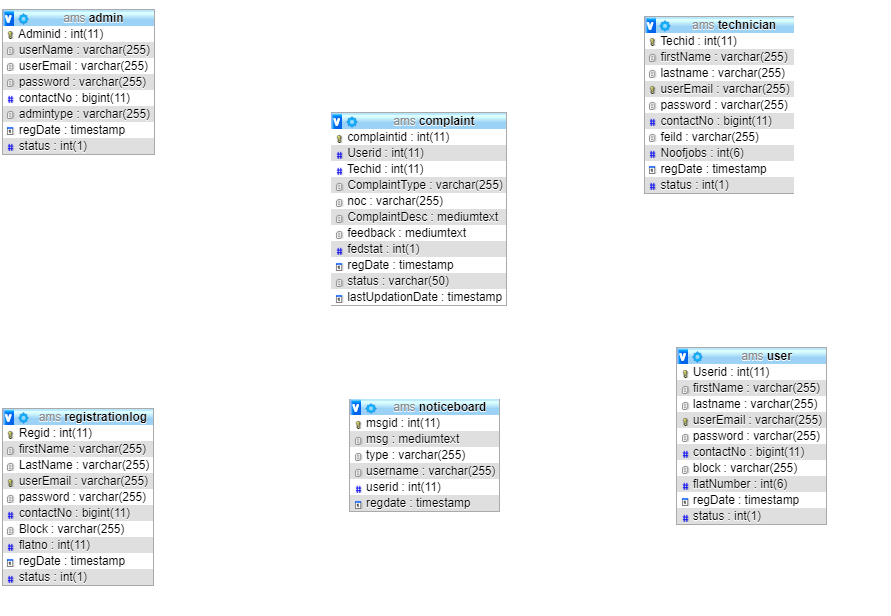 ams admin
Adminid : int(11)
userName : varchar(255)
userEmail : varchar(255)
password : varchar(255)
contactNo : bigint(11)
admintype : varchar(255)
regDate : timestamp
status : int(1)
ams technician
Techid : int(11)
firstName : varchar(255)
lastname : varchar(255)
userEmail : varchar(255)
password : varchar(255)
contactNo : bigint(11)
feild : varchar(255)
Noofjobs : int(6)
regDate : timestamp
status : int(1)
ams complaint
complaintid : int(11)
Userid : int(11)
Techid : int(11)
ComplaintType : varchar(255)
noc : varchar(255)
ComplaintDesc : mediumtext
feedback : mediumtext
fedstat : int(1)
regDate : timestamp
status : varchar(50)
lastUpdationDate : timestamp
ams registrationlog
Regid : int(11)
firstName : varchar(255)
LastName : varchar(255)
userEmail : varchar(255)
password : varchar(255)
contactNo : bigint(11)
Block : varchar(255)
flatno : int(11)
regDate : timestamp
status : int(1)
ams noticeboard
msgid : int(11)
msg : mediumtext
type : varchar(255)
username : varchar(255)
userid : int(11)
regdate : timestamp
ams user
Userid : int(11)
firstName : varchar(255)
lastname : varchar(255)
userEmail : varchar(255)
password : varchar(255)
contactNo : bigint(11)
block : varchar(255)
flatNumber : int(6)
regDate : timestamp
status : int(1)